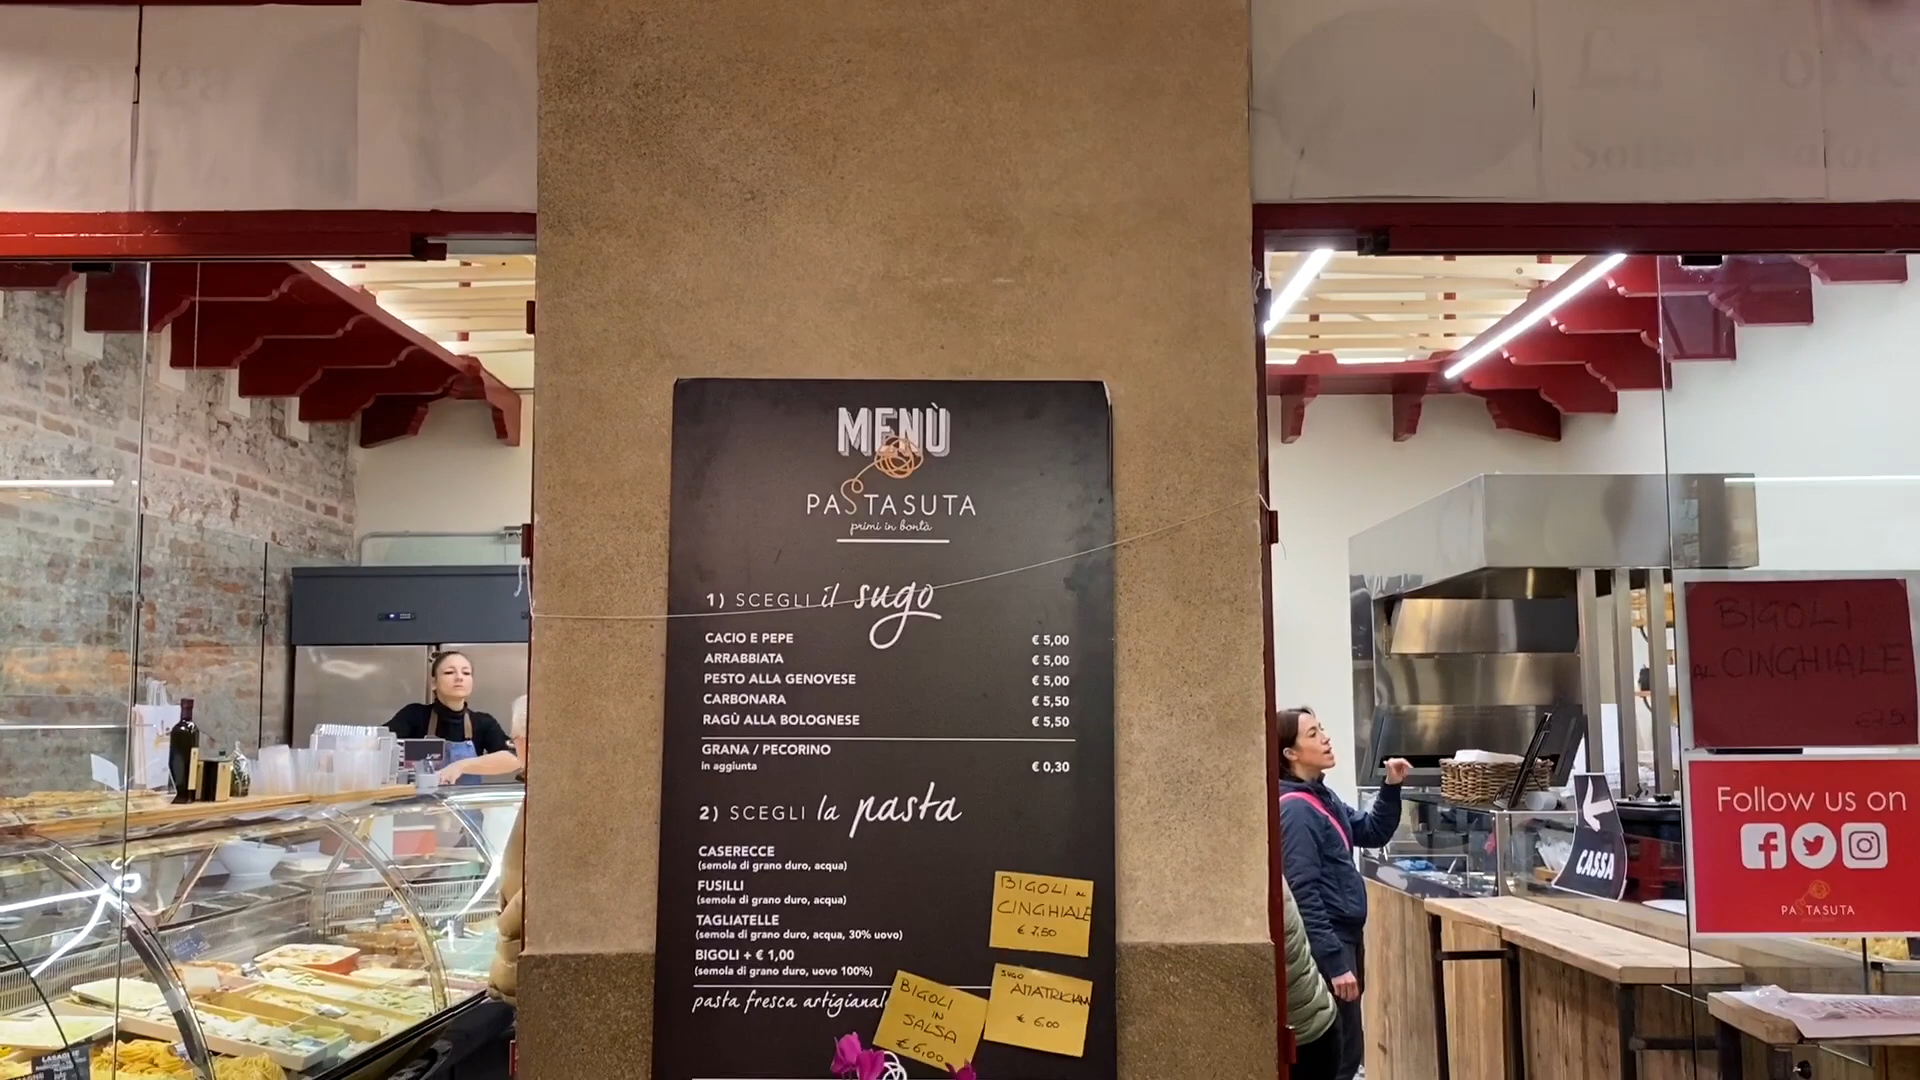 MENÙ
PASTASUTA
primi in bontà
1) SCEGLI il sugo
CACIO E PEPE € 5,00
ARRABBIATA € 5,00
PESTO ALLA GENOVESE € 5,00
CARBONARA € 5,50
RAGÙ ALLA BOLOGNESE € 5,50
GRANA / PECORINO
in aggiunta € 0,30
2) SCEGLI la pasta
CASERECCE
(semola di grano duro, acqua)
FUSILLI
(semola di grano duro, acqua)
TAGLIATELLE
(semola di grano duro, acqua, 30% uovo)
BIGOLI + € 1,00
(semola di grano duro, uovo 100%)
pasta fresca artigianal
BIGOLI AL
CINGHIALE
€ 7,50
BIGOLI
IN
SALSA
€ 6,00
SUGO
AMATRICIAN
€ 6,00
CASSA
BIGOLI
AL CINGHIALE
Follow us on
PASTASUTA
LASAGNE